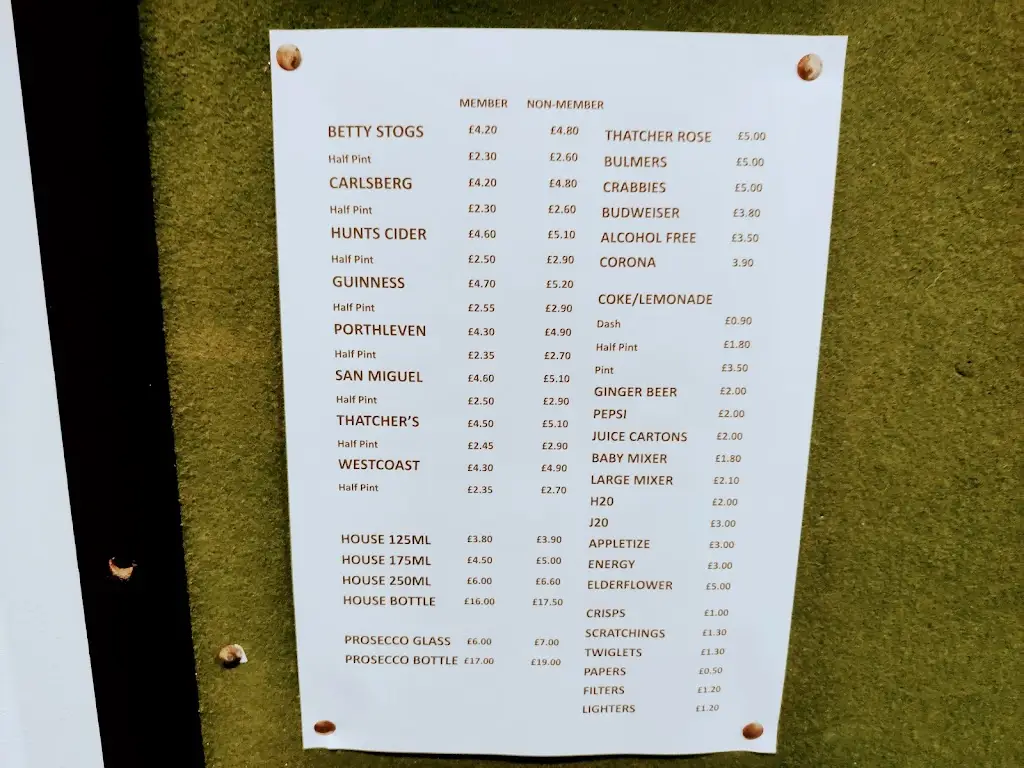 MEMBER NON-MEMBER
BETTY STOGS £4.20 £4.80
Half Pint £2.30 £2.60
CARLSBERG £4.20 £4.80
Half Pint £2.30 £2.60
HUNTS CIDER £4.60 £5.10
Half Pint £2.50 £2.90
GUINNESS £4.70 £5.20
Half Pint £2.55 £2.90
PORTHLEVEN £4.30 £4.90
Half Pint £2.35 £2.70
SAN MIGUEL £4.60 £5.10
Half Pint £2.50 £2.90
THATCHER'S £4.50 £5.10
Half Pint £2.45 £2.90
WESTCOAST £4.30 £4.90
Half Pint £2.35 £2.70
HOUSE 125ML £3.80 £3.90
HOUSE 175ML £4.50 £5.00
HOUSE 250ML £6.00 £6.60
HOUSE BOTTLE £16.00 £17.50
PROSECCO GLASS £6.00 £7.00
PROSECCO BOTTLE £17.00 £19.00
THATCHER ROSE £5.00
BULMERS £5.00
CRABBIES £5.00
BUDWEISER £3.80
ALCOHOL FREE £3.50
CORONA 3.90
COKE/LEMONADE
Dash £0.90
Half Pint £1.80
Pint £3.50
GINGER BEER £2.00
PEPSI £2.00
JUICE CARTONS £2.00
BABY MIXER £1.80
LARGE MIXER £2.10
H20 £2.00
J20 £3.00
APPLETIZE £3.00
ENERGY £3.00
ELDERFLOWER £5.00
CRISPS £1.00
SCRATCHINGS £1.30
TWIGLETS £1.30
PAPERS £0.50
FILTERS £1.20
LIGHTERS £1.20